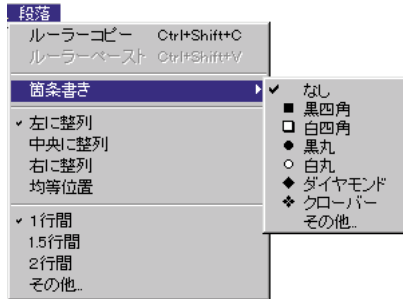 段落
ルーラーコピー Ctrl+Shift+C
ルーラーペースト Ctrl+Shift+V
箇条書き
左に整列
中央に整列
右に整列
均等位置
1行間
1.5行間
2行間
その他...
なし
黒四角
白四角
黒丸
白丸
ダイヤモンド
クローバー
その他...